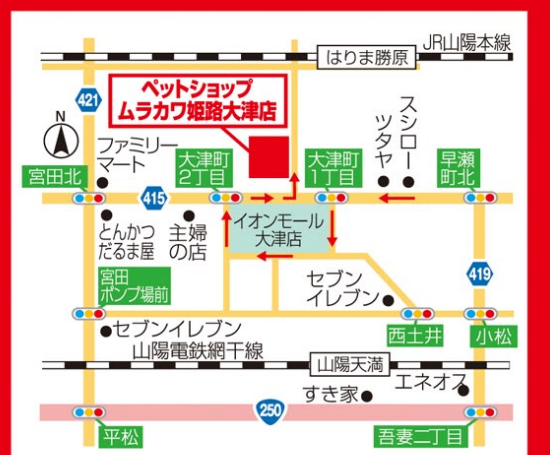 JR山陽本線
はりま勝原
ペットショップ
ムラカワ姫路大津店
421
N
ファミリー
マート
スシロー
ツタヤ
宮田北
大津町
2丁目
大津町
1丁目
早瀬
町北
415
とんかつ
だるま屋
主婦
の店
イオンモール
大津店
419
宮田
ポンプ場前
セブン
イレブン
セブンイレブン
西土井
小松
山陽電鉄網干線
山陽天満
すき家
エネオス
250
平松
吾妻二丁目